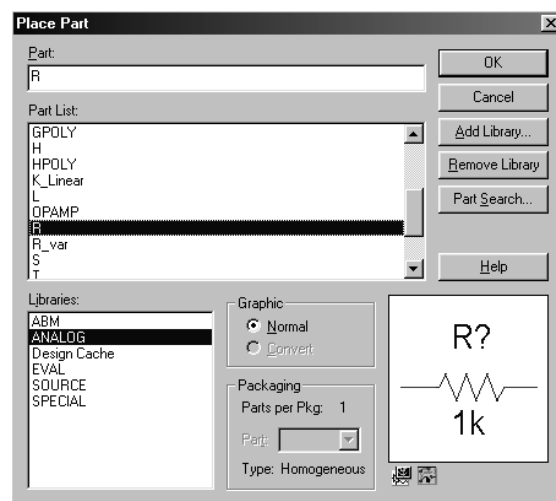 Place Part
Part:
R
OK
Cancel
Part List:
GPOLY
H
HPOLY
K_Linear
L
OPAMP
R
R_var
S
T
Add Library...
Remove Library
Part Search...
Help
Libraries:
ABM
ANALOG
Design Cache
EVAL
SOURCE
SPECIAL
Graphic
Normal
Convert
Packaging
Parts per Pkg: 1
Part:
Type: Homogeneous
R?
1k